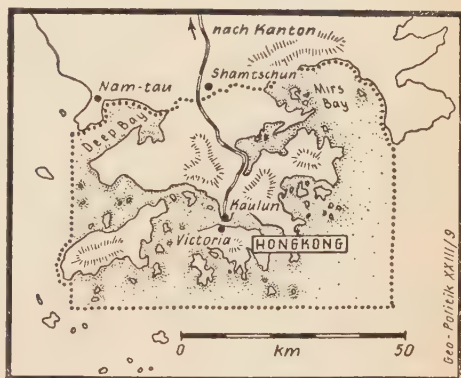 nach Kanton
Shamtschun
Nam-tau
Mirs
Bay
Deep Bay
Kaulun
Victoria
HONGKONG
0
50
km
Geo-Politik XXIII/9